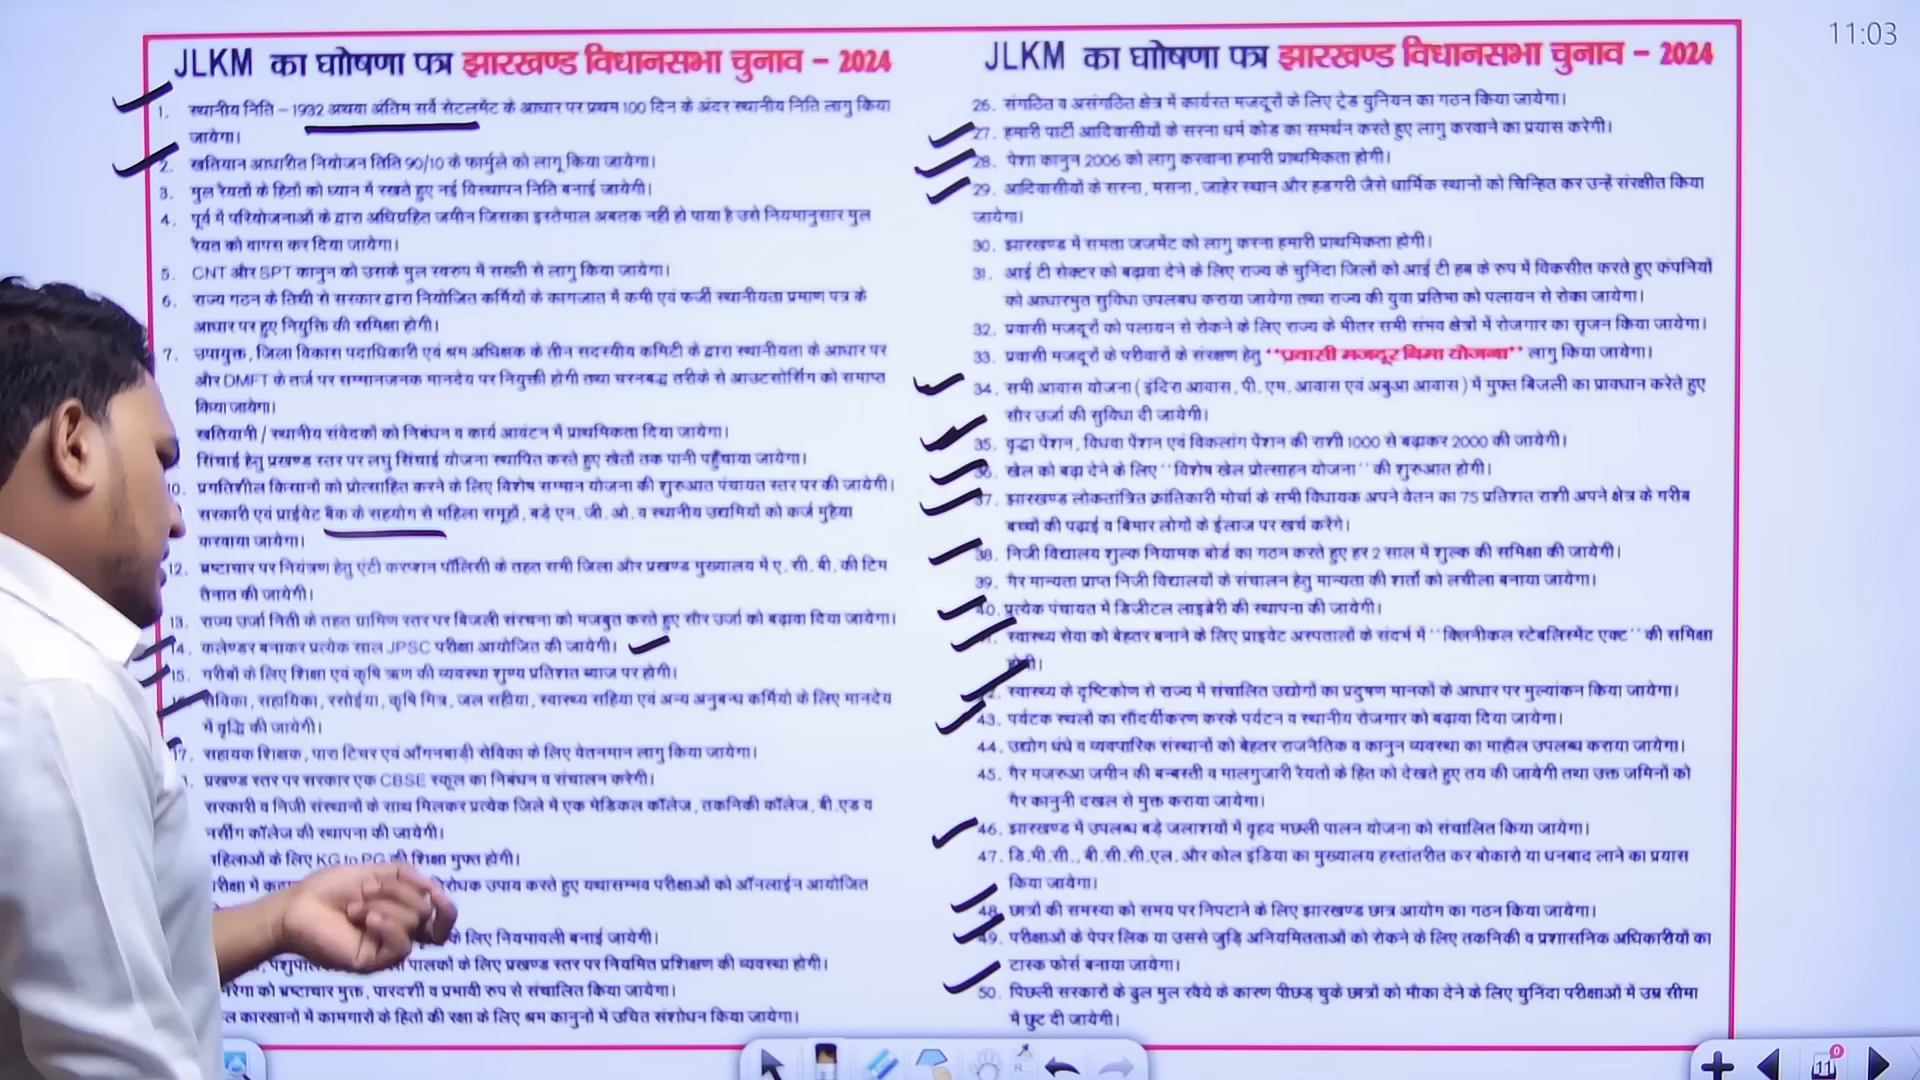 11:03
JLKM का घोषणा पत्र झारखण्ड विधानसभा चुनाव - 2024
1. स्थानीय निति – 1932 अथवा अंतिम सर्वे सेटलमेंट के आधार पर प्रथम 100 दिन के अंदर स्थानीय निति लागु किया
जायेगा।
2. खतियान आधारीत नियोजन तिति 90/10 के फार्मुले को लागू किया जायेगा।
3. मुल रैयतों के हितों को ध्यान में रखते हुए नई विस्थापन निति बनाई जायेगी।
4. पूर्व में परियोजनाओं के द्वारा अधिग्रहित जमीन जिसका इस्तेमाल अबतक नहीं हो पाया है उसे नियमानुसार मुल
रैयत को वापस कर दिया जायेगा।
5. CNT और SPT कानुन को उसके मुल स्वरुप में सख्ती से लागु किया जायेगा।
6. राज्य गठन के तिथी से सरकार द्वारा नियोजित कर्मियों के कागजात में कमी एवं फर्जी स्थानीयता प्रमाण पत्र के
आधार पर हुए नियुक्ति की समिक्षा होगी।
7. उपायुक्त, जिला विकास पदाधिकारी एवं श्रम अधिक्षक के तीन सदस्यीय कमिटी के द्वारा स्थानीयता के आधार पर
और DMFT के तर्ज पर सम्मानजनक मानदेय पर नियुक्ती होगी तथा चरनबद्ध तरीके से आउटसोर्सिंग को समाप्त
किया जायेगा।
खतियानी / स्थानीय संवेदकों को निबंधन व कार्य आवंटन में प्राथमिकता दिया जायेगा।
सिंचाई हेतु प्रखण्ड स्तर पर लघु सिंचाई योजना स्थापित करते हुए खेतों तक पानी पहुँचाया जायेगा।
10. प्रगतिशील किसानों को प्रोत्साहित करने के लिए विशेष सम्मान योजना की शुरुआत पंचायत स्तर पर की जायेगी।
सरकारी एवं प्राईवेट बैंक के सहयोग से महिला समूहों, बड़े एन. जी. ओ. व स्थानीय उद्यमियों को कर्ज मुहैया
करवाया जायेगा।
12. भ्रष्टाचार पर नियंत्रण हेतु एंटी करप्शन पॉलिसी के तहत सभी जिला और प्रखण्ड मुख्यालय में ए. सी. बी. की टिम
तैनात की जायेगी।
13. राज्य उर्जा निती के तहत ग्रामिण स्तर पर बिजली संरचना को मजबुत करते हुए सौर उर्जा को बढ़ावा दिया जायेगा।
14. कलेण्डर बनाकर प्रत्येक साल JPSC परीक्षा आयोजित की जायेगी।
15. गरीबों के लिए शिक्षा एवं कृषि ऋण की व्यवस्था शुण्य प्रतिशत ब्याज पर होगी।
सेविका, सहायिका, रसोईया, कृषि मित्र, जल सहीया, स्वास्थ्य सहिया एवं अन्य अनुबन्ध कर्मियो के लिए मानदेय
में वृद्धि की जायेगी।
17. सहायक शिक्षक, पारा टिचर एवं आँगनबाड़ी सेविका के लिए वेतनमान लागु किया जायेगा।
प्रखण्ड स्तर पर सरकार एक CBSE स्कूल का निबंधन व संचालन करेगी।
सरकारी व निजी संस्थानों के साथ मिलकर प्रत्येक जिले में एक मेडिकल कॉलेज, तकनिकी कॉलेज, बी.एड व
नर्सींग कॉलेज की स्थापना की जायेगी।
महिलाओं के लिए KG to PG की शिक्षा मुफ्त होगी।
उपाय करते हुए यथासम्भव परीक्षाओं को ऑनलाईन आयोजित
के लिए नियमावली बनाई जायेगी।
पालकों के लिए प्रखण्ड स्तर पर नियमित प्रशिक्षण की व्यवस्था होगी।
को भ्रष्टाचार मुक्त, पारदर्शी व प्रभावी रुप से संचालित किया जायेगा।
कारखानों में कामगारों के हितों की रक्षा के लिए श्रम कानुनों में उचित संशोधन किया जायेगा।
JLKM का घोषणा पत्र झारखण्ड विधानसभा चुनाव - 2024
26. संगठित व असंगठित क्षेत्र में कार्यरत मजदूरों के लिए ट्रेड युनियन का गठन किया जायेगा।
27. हमारी पार्टी आदिवासीयों के सरना धर्म कोड का समर्थन करते हुए लागु करवाने का प्रयास करेगी।
28. पेशा कानुन 2006 को लागु करवाना हमारी प्राथमिकता होगी।
29. आदिवासीयों के सरना, मसना, जाहेर स्थान और हडगरी जैसे धार्मिक स्थानों को चिन्हित कर उन्हें संरक्षीत किया
जायेगा।
30. झारखण्ड में समता जजमेंट को लागु करना हमारी प्राथमिकता होगी।
31. आई टी सेक्टर को बढ़ावा देने के लिए राज्य के चुनिंदा जिलों को आई टी हब के रुप में विकसीत करते हुए कंपनियों
को आधारभुत सुविधा उपलबध कराया जायेगा तथा राज्य की युवा प्रतिभा को पलायन से रोका जायेगा।
32. प्रवासी मजदूरों को पलायन से रोकने के लिए राज्य के भीतर सभी संभव क्षेत्रों में रोजगार का सृजन किया जायेगा।
33. प्रवासी मजदूरों के परीवारों के संरक्षण हेतु "प्रवासी मजदूर बिमा योजना" लागु किया जायेगा।
34. सभी आवास योजना (इंदिरा आवास, पी. एम. आवास एवं अबुआ आवास) में मुफ्त बिजली का प्रावधान करेते हुए
सौर उर्जा की सुविधा दी जायेगी।
35. वृद्धा पेंशन, विधवा पेंशन एवं विकलांग पेंशन की राशी 1000 से बढ़ाकर 2000 की जायेगी।
36. खेल को बढ़ा देने के लिए "विशेष खेल प्रोत्साहन योजना" की शुरुआत होगी।
37. झारखण्ड लोकतांत्रित क्रांतिकारी मोर्चा के सभी विधायक अपने वेतन का 75 प्रतिशत राशी अपने क्षेत्र के गरीब
बच्चों की पढ़ाई व बिमार लोगों के ईलाज पर खर्च करेंगे।
38. निजी विद्यालय शुल्क नियामक बोर्ड का गठन करते हुए हर 2 साल में शुल्क की समिक्षा की जायेगी।
39. गैर मान्यता प्राप्त निजी विद्यालयों के संचालन हेतु मान्यता की शर्तो को लचीला बनाया जायेगा।
40. प्रत्येक पंचायत में डिजीटल लाइब्रेरी की स्थापना की जायेगी।
स्वास्थ्य सेवा को बेहतर बनाने के लिए प्राइवेट अस्पतालों के संदर्भ में "क्लिनीकल स्टेबलिस्मेंट एक्ट" की समिक्षा
होगी।
स्वास्थ्य के दृष्टिकोण से राज्य में संचालित उद्योगों का प्रदुषण मानकों के आधार पर मुल्यांकन किया जायेगा।
43. पर्यटक स्थलों का सौंदर्यीकरण करके पर्यटन व स्थानीय रोजगार को बढ़ावा दिया जायेगा।
44. उद्योग धंधे व व्यवपारिक संस्थानों को बेहतर राजनैतिक व कानुन व्यवस्था का माहौल उपलब्ध कराया जायेगा।
45. गैर मजरुआ जमीन की बन्बस्ती व मालगुजारी रैयतों के हित को देखते हुए तय की जायेगी तथा उक्त जमिनों को
गैर कानुनी दखल से मुक्त कराया जायेगा।
46. झारखण्ड में उपलब्ध बड़े जलाशयों में वृहद मछली पालन योजना को संचालित किया जायेगा।
47. डि.भी.सी., बी.सी.सी.एल. और कोल इंडिया का मुख्यालय हस्तांतरीत कर बोकारो या धनबाद लाने का प्रयास
किया जायेगा।
48. छात्रों की समस्या को समय पर निपटाने के लिए झारखण्ड छात्र आयोग का गठन किया जायेगा।
49. परीक्षाओं के पेपर लिक या उससे जुड़ि अनियमितताओं को रोकने के लिए तकनिकी व प्रशासनिक अधिकारीयों का
टास्क फोर्स बनाया जायेगा।
50. पिछली सरकारों के ढुल मुल रवैये के कारण पीछड़ चुके छात्रों को मौका देने के लिए चुनिंदा परीक्षाओं में उम्र सीमा
में छुट दी जायेगी।
11
0